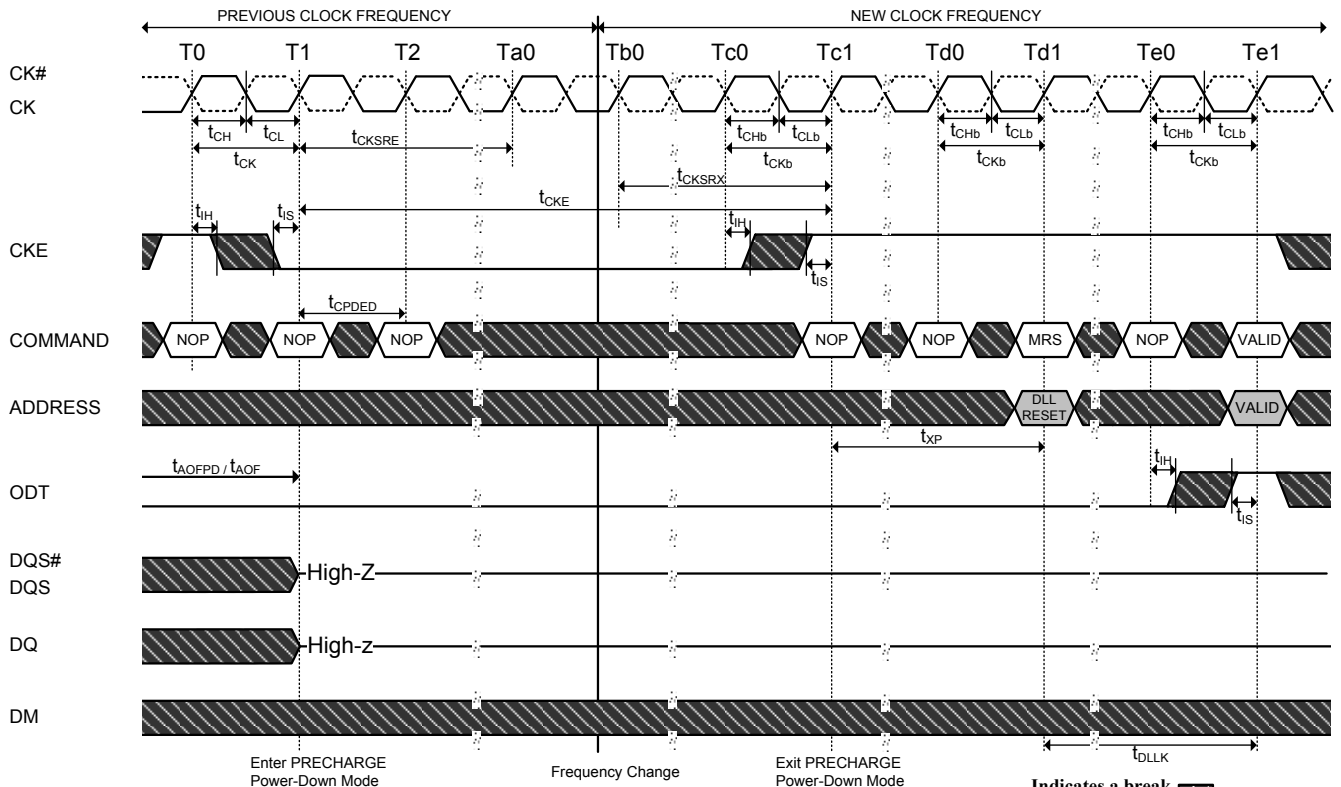 PREVIOUS CLOCK FREQUENCY NEW CLOCK FREQUENCY
T0 T1 T2 Ta0 Tb0 Tc0 Tc1 Td0 Td1 Te0 Te1
CK#
CK
tCH tCL tCHb tCLb tCHb tCLb tCHb tCLb
tCK tCKSRE tCKb tCKb tCKb
tCKSRX
tCKE
tIH tIS tIH
CKE
tIS
tCPDED
COMMAND NOP NOP NOP NOP NOP MRS NOP VALID
ADDRESS DLL RESET VALID
tXP
tAOFPD / tAOF tIH
ODT
tIS
DQS#
DQS
High-Z
DQ High-z
DM
tDLLK
Enter PRECHARGE
Power-Down Mode
Frequency Change
Exit PRECHARGE
Power-Down Mode
Indicates a break